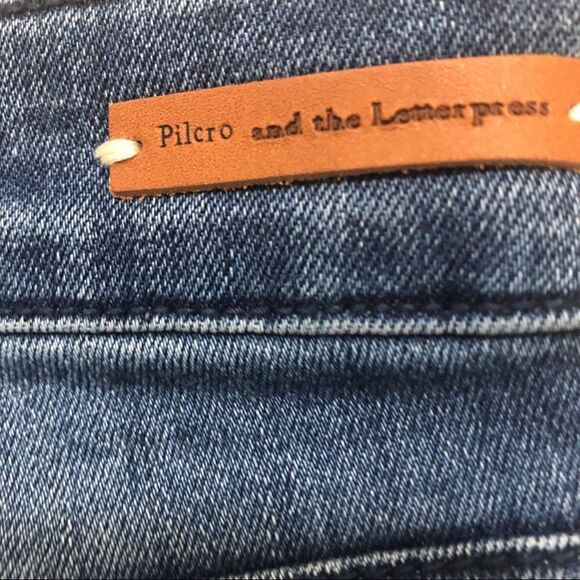 Pilcro and the Letterpress